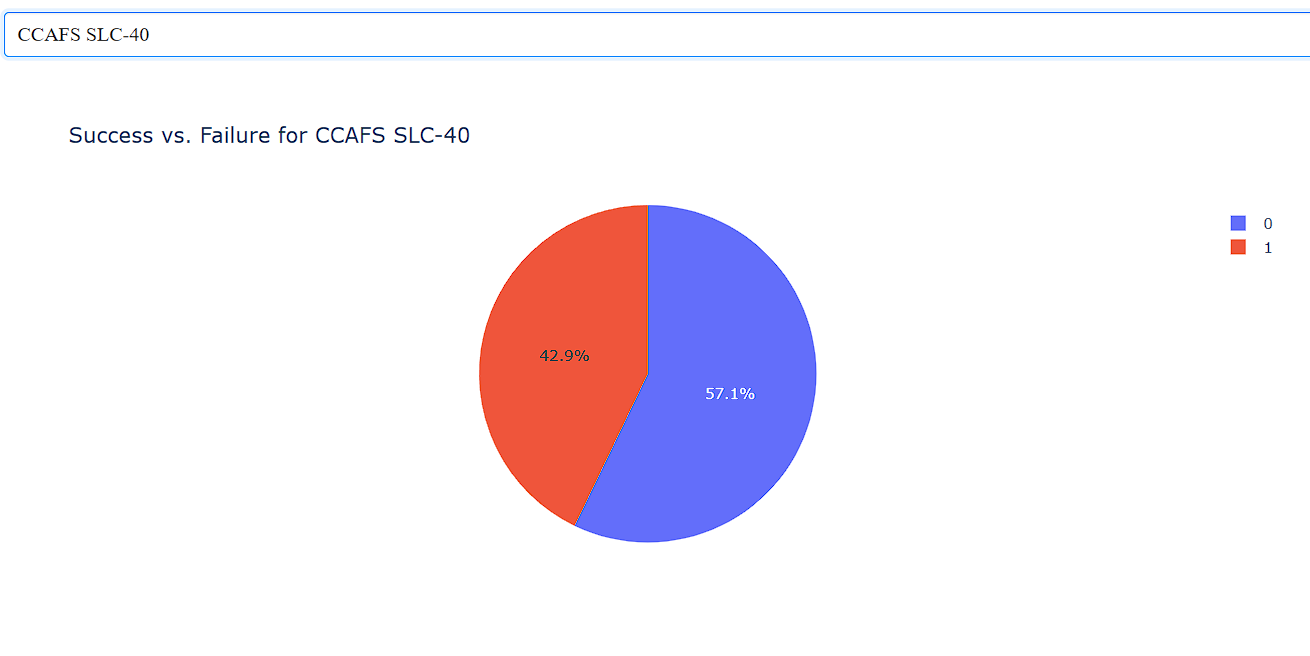 CCAFS SLC-40
Success vs. Failure for CCAFS SLC-40
0
1
42.9%
57.1%